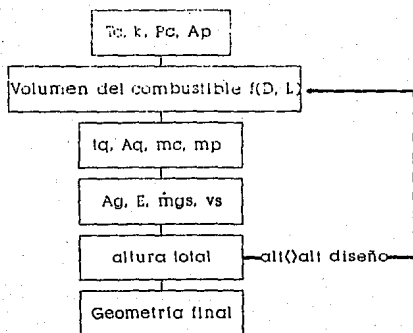 Tc, k, Pc, Ap
Volumen del combustible f(D, L)
tq, Aq, mc, mp
Ag, E, ṁgs, vs
altura total
alt()alt diseño
Geometría final